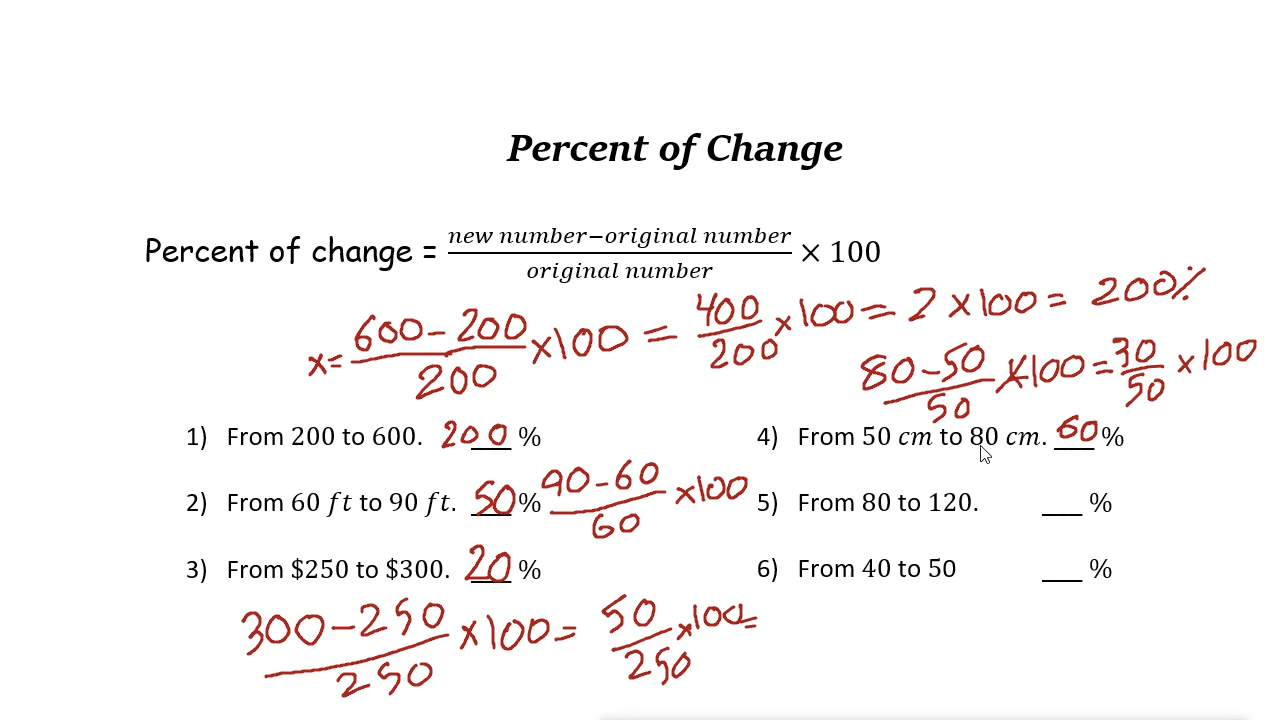 Percent of Change
Percent of change = new number−original number / original number × 100
x= 600 − 200 / 200 ×100 = 400 / 200 ×100 = 2 ×100 = 200%
80 − 50 / 50 ×100 = 30 / 50 ×100
1) From 200 to 600. 200 %
4) From 50 cm to 80 cm. 60 %
2) From 60 ft to 90 ft. 50 % 90 − 60 / 60 ×100
5) From 80 to 120. ___ %
3) From $250 to $300. 20 %
6) From 40 to 50 ___ %
300 − 250 / 250 ×100 = 50 / 250 ×100 =